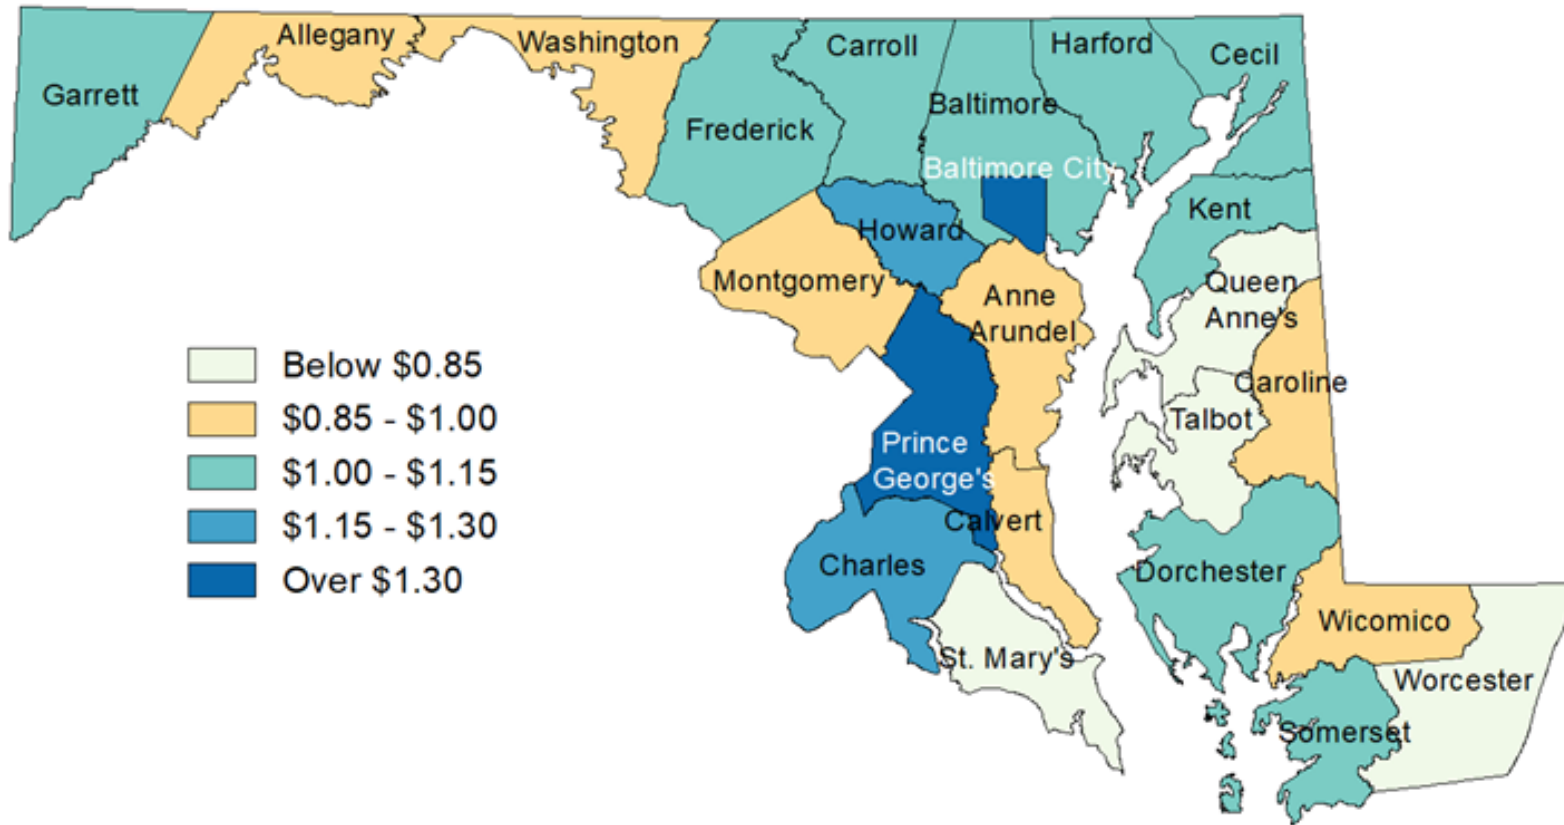 Garrett
Allegany
Washington
Frederick
Carroll
Baltimore
Harford
Cecil
Baltimore City
Howard
Montgomery
Anne
Arundel
Kent
Queen
Anne's
Caroline
Talbot
Prince
George's
Calvert
Charles
St. Mary's
Dorchester
Wicomico
Worcester
Somerset
Below $0.85
$0.85 - $1.00
$1.00 - $1.15
$1.15 - $1.30
Over $1.30